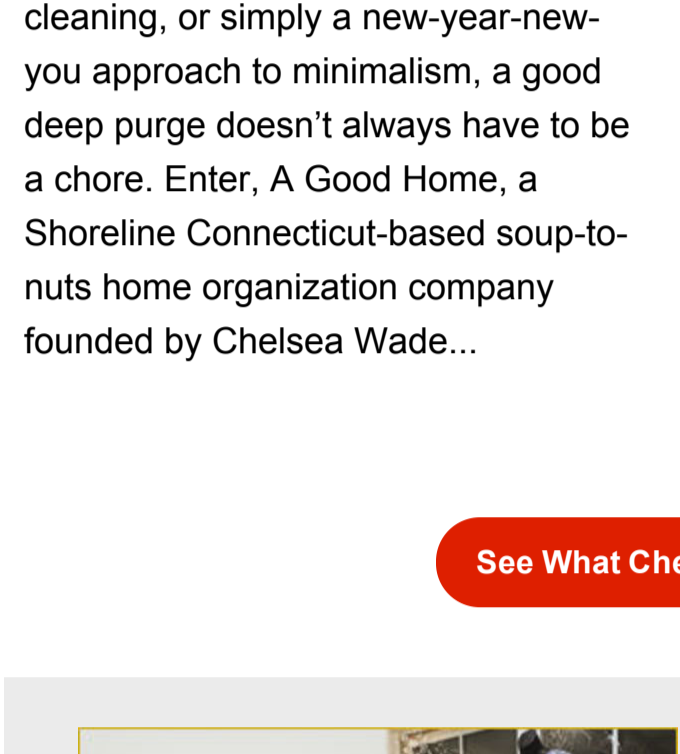 cleaning, or simply a new-year-new-
you approach to minimalism, a good
deep purge doesn’t always have to be
a chore. Enter, A Good Home, a
Shoreline Connecticut-based soup-to-
nuts home organization company
founded by Chelsea Wade...
See What Che